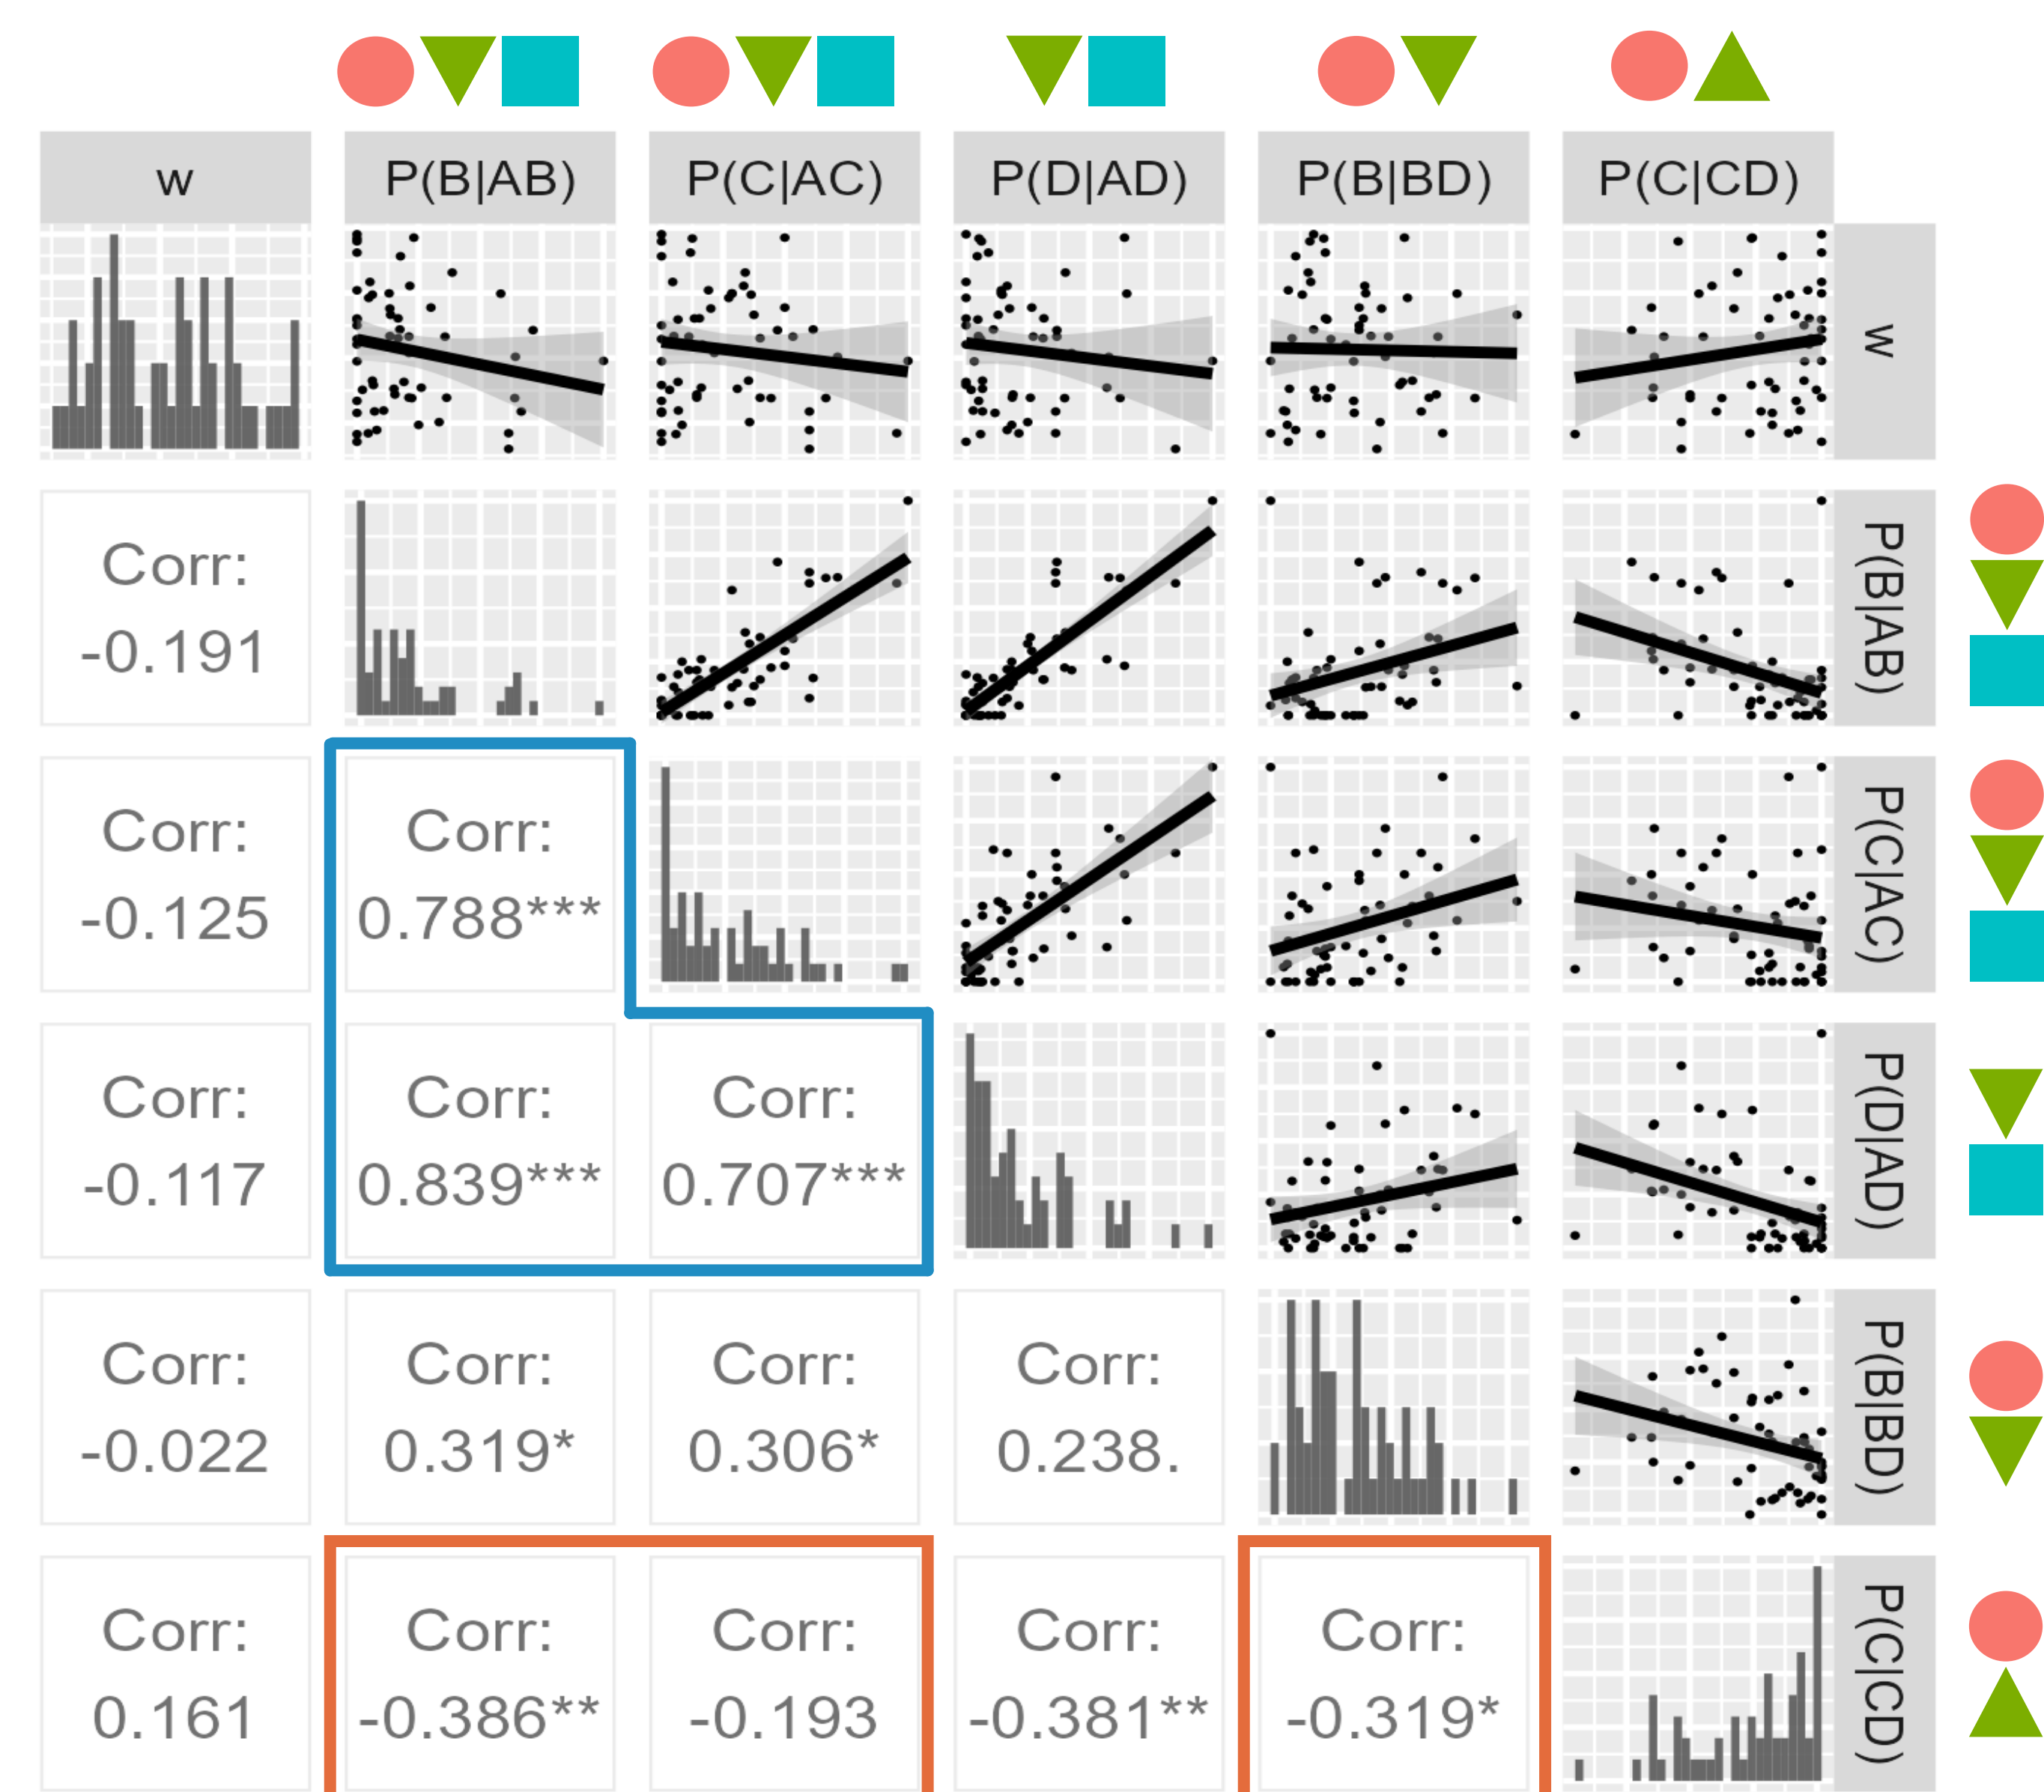 w
P(B|AB)
P(C|AC)
P(D|AD)
P(B|BD)
P(C|CD)
w
Corr:
-0.191
P(B|AB)
Corr:
-0.125
Corr:
0.788***
P(C|AC)
Corr:
-0.117
Corr:
0.839***
Corr:
0.707***
P(D|AD)
Corr:
-0.022
Corr:
0.319*
Corr:
0.306*
Corr:
0.238.
P(B|BD)
Corr:
0.161
Corr:
-0.386**
Corr:
-0.193
Corr:
-0.381**
Corr:
-0.319*
P(C|CD)